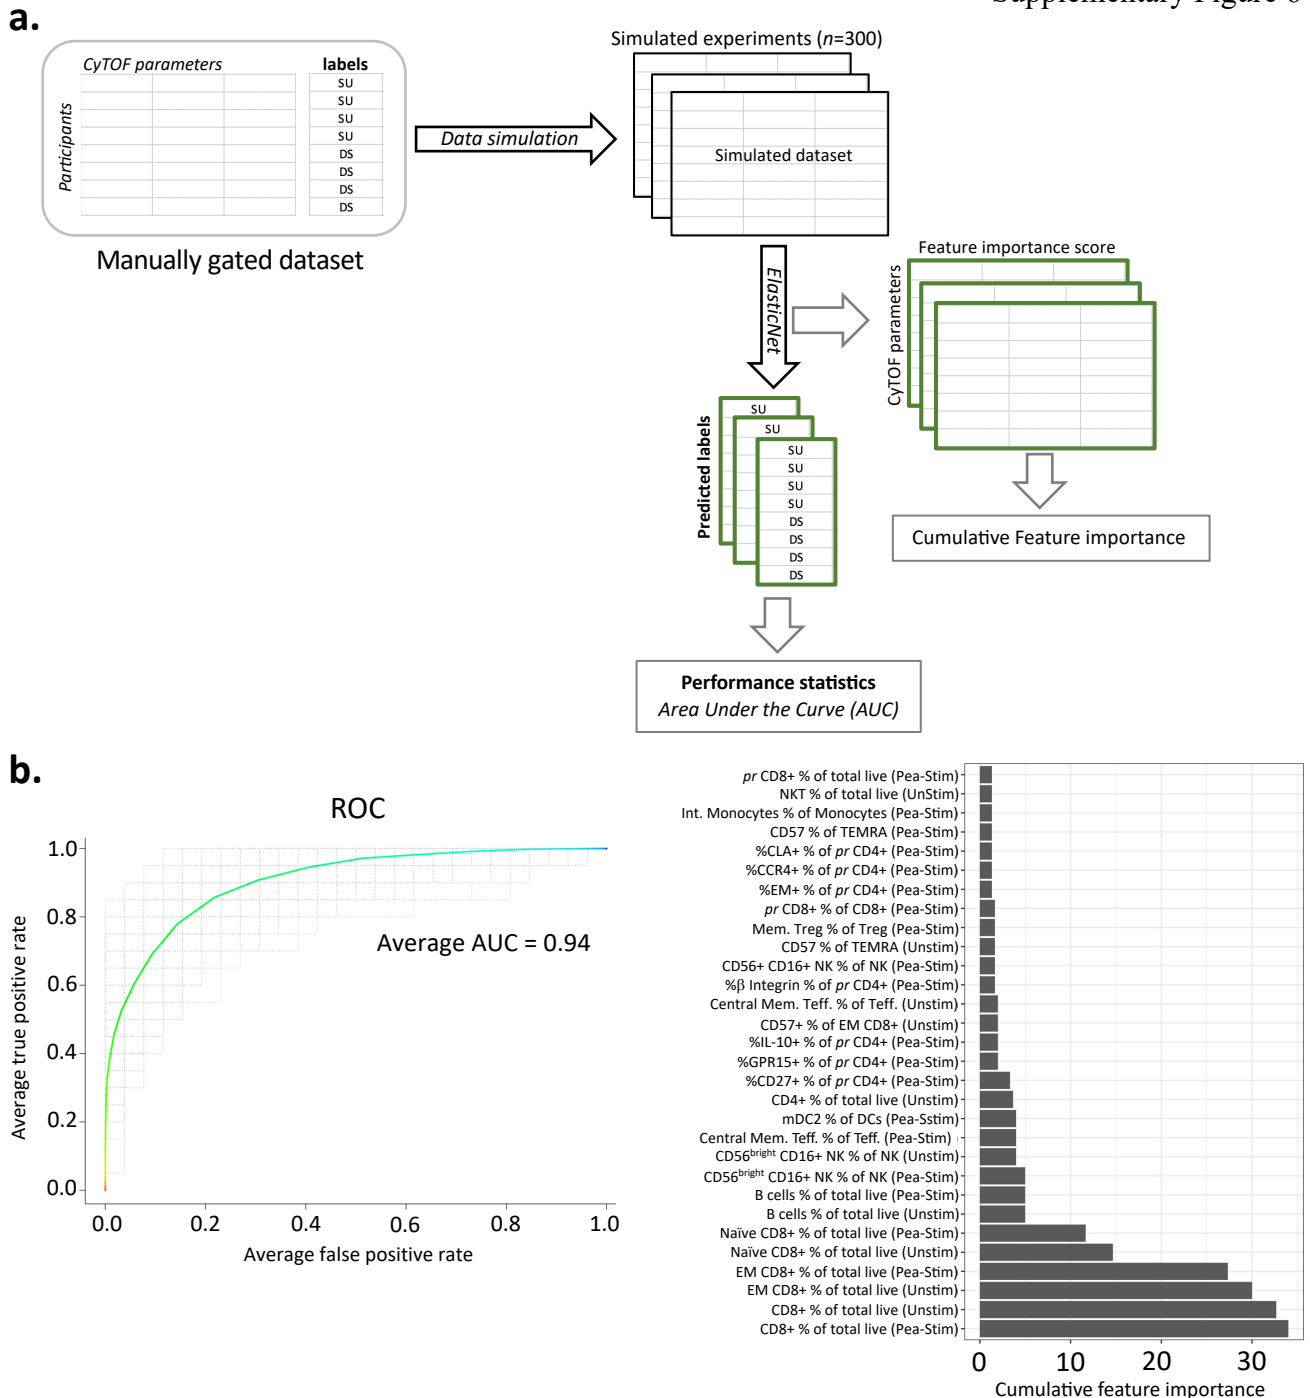 Supplementary Figure 6
a.
CyTOF parameters
labels
Participants
SU
SU
SU
SU
DS
DS
DS
DS
Manually gated dataset
Data simulation
Simulated experiments (n=300)
Simulated dataset
ElasticNet
Feature importance score
CyTOF parameters
Cumulative Feature importance
Predicted labels
SU
SU
SU
SU
SU
SU
DS
DS
DS
DS
Performance statistics
Area Under the Curve (AUC)
b.
ROC
Average true positive rate
1.0
0.8
0.6
0.4
0.2
0.0
Average AUC = 0.94
0.0 0.2 0.4 0.6 0.8 1.0
Average false positive rate
pr CD8+ % of total live (Pea-Stim)
NKT % of total live (UnStim)
Int. Monocytes % of Monocytes (Pea-Stim)
CD57 % of TEMRA (Pea-Stim)
%CLA+ % of pr CD4+ (Pea-Stim)
%CCR4+ % of pr CD4+ (Pea-Stim)
%EM+ % of pr CD4+ (Pea-Stim)
pr CD8+ % of CD8+ (Pea-Stim)
Mem. Treg % of Treg (Pea-Stim)
CD57 % of TEMRA (Unstim)
CD56+ CD16+ NK % of NK (Pea-Stim)
%β Integrin % of pr CD4+ (Pea-Stim)
Central Mem. Teff. % of Teff. (Unstim)
CD57+ % of EM CD8+ (Unstim)
%IL-10+ % of pr CD4+ (Pea-Stim)
%GPR15+ % of pr CD4+ (Pea-Stim)
%CD27+ % of pr CD4+ (Pea-Stim)
CD4+ % of total live (Unstim)
mDC2 % of DCs (Pea-Sstim)
Central Mem. Teff. % of Teff. (Pea-Stim)
CD56bright CD16+ NK % of NK (Unstim)
CD56bright CD16+ NK % of NK (Pea-Stim)
B cells % of total live (Pea-Stim)
B cells % of total live (Unstim)
Naïve CD8+ % of total live (Pea-Stim)
Naïve CD8+ % of total live (Unstim)
EM CD8+ % of total live (Pea-Stim)
EM CD8+ % of total live (Unstim)
CD8+ % of total live (Unstim)
CD8+ % of total live (Pea-Stim)
0 10 20 30
Cumulative feature importance